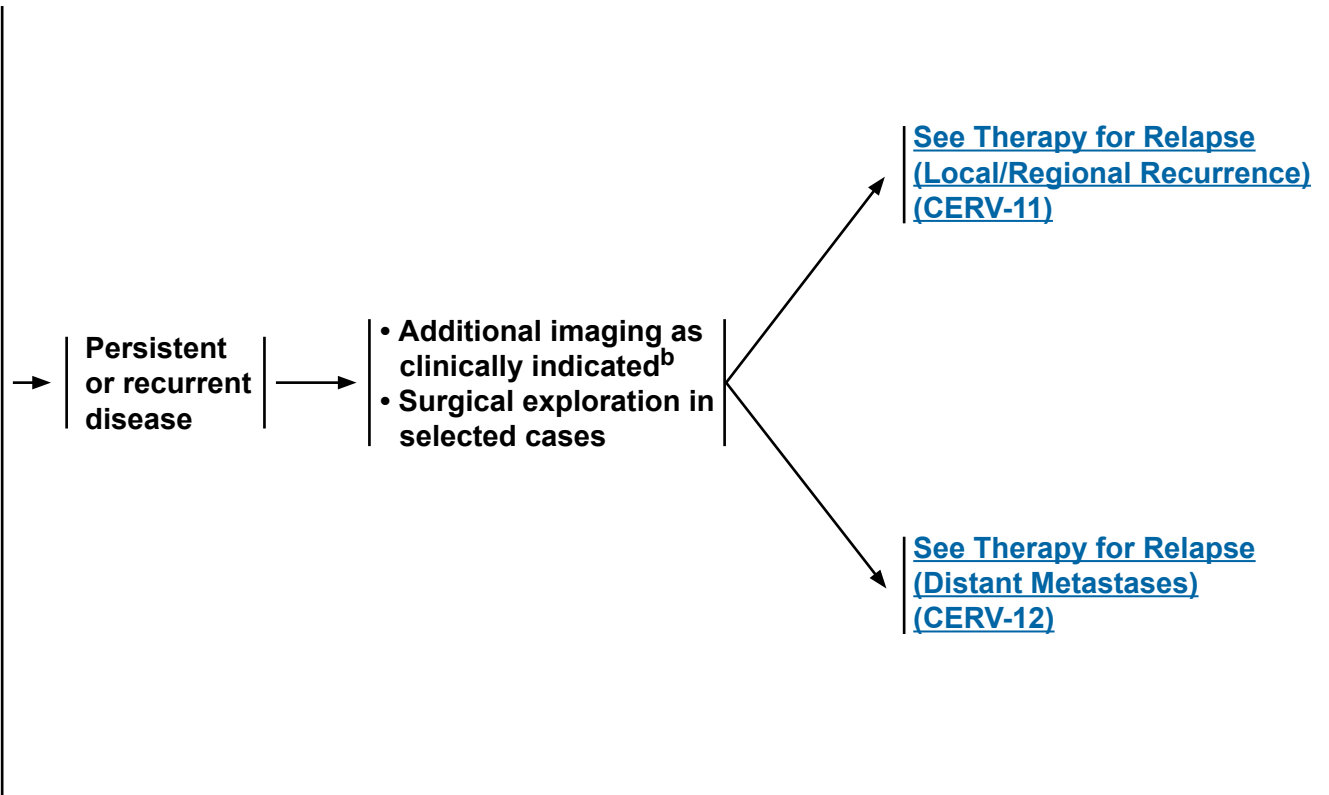 See Therapy for Relapse
(Local/Regional Recurrence)
(CERV-11)
Persistent
or recurrent
disease
• Additional imaging as
clinically indicatedᵇ
• Surgical exploration in
selected cases
See Therapy for Relapse
(Distant Metastases)
(CERV-12)